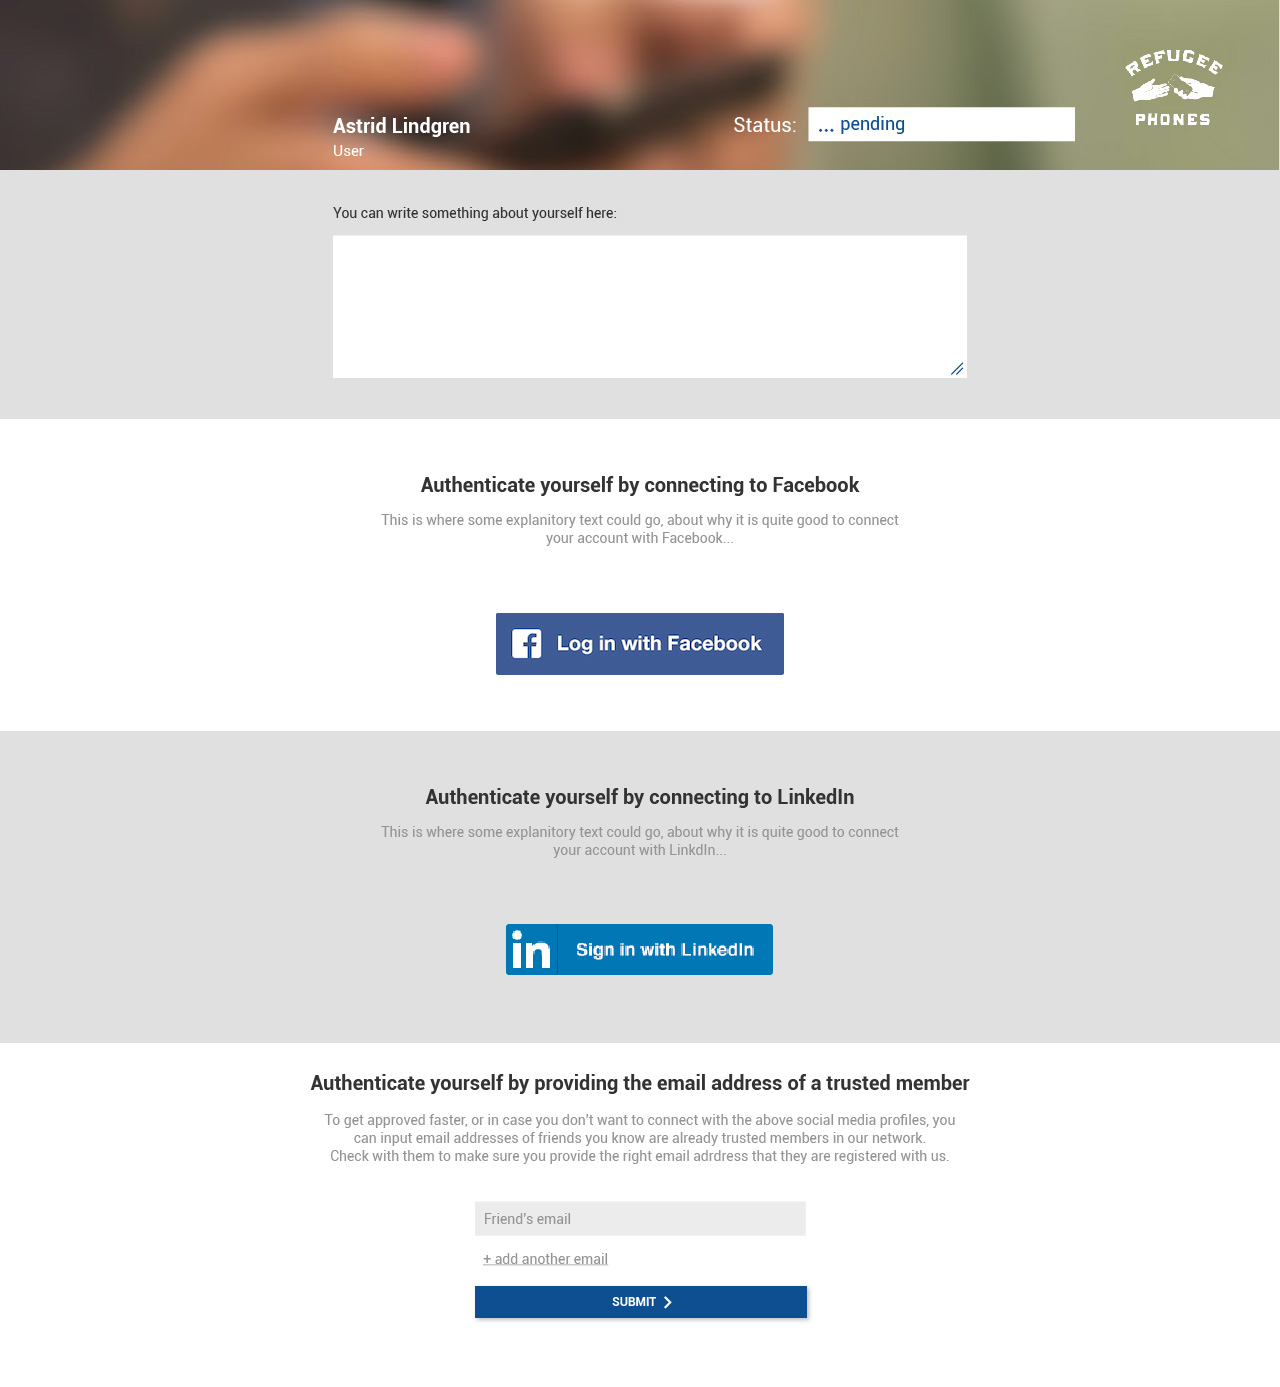 REFUGEE
PHONES
Astrid Lindgren
Status:
... pending
User
You can write something about yourself here:
Authenticate yourself by connecting to Facebook
This is where some explanitory text could go, about why it is quite good to connect
your account with Facebook...
Log in with Facebook
Authenticate yourself by connecting to LinkedIn
This is where some explanitory text could go, about why it is quite good to connect
your account with LinkdIn...
in
Sign in with LinkedIn
Authenticate yourself by providing the email address of a trusted member
To get approved faster, or in case you don't want to connect with the above social media profiles, you
can input email addresses of friends you know are already trusted members in our network.
Check with them to make sure you provide the right email adrdress that they are registered with us.
Friend's email
+ add another email
SUBMIT